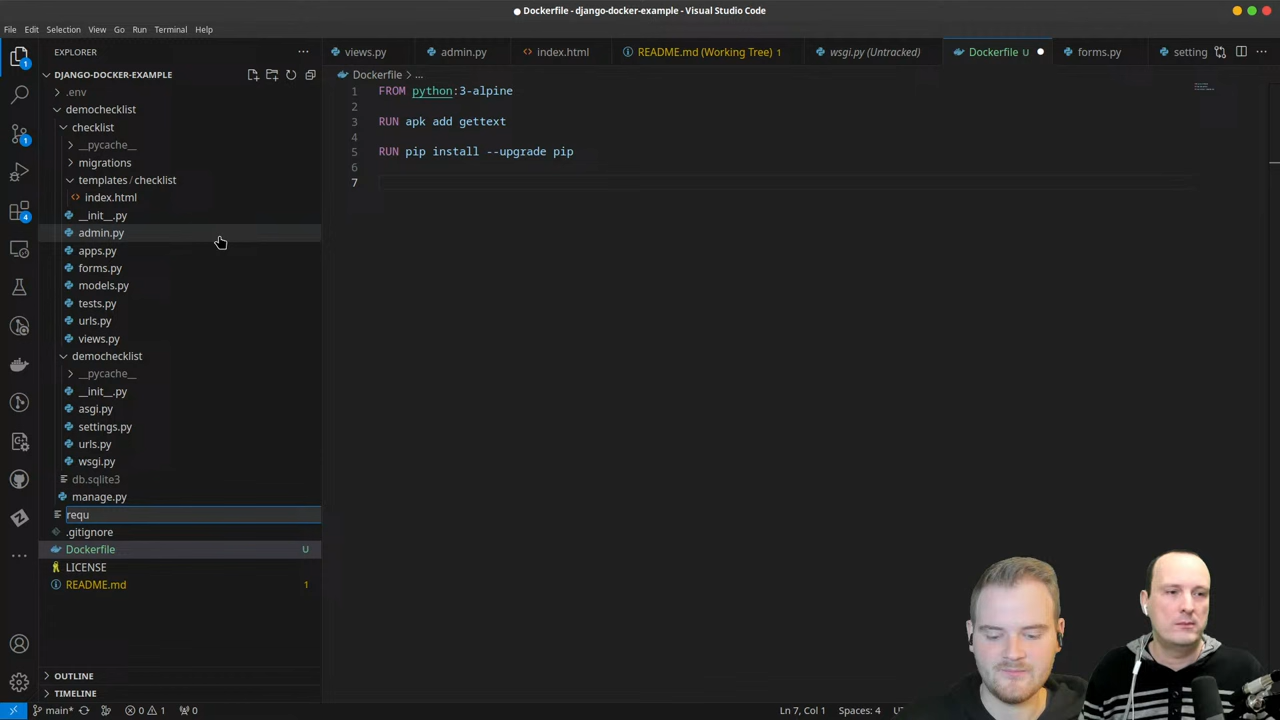 Dockerfile - django-docker-example - Visual Studio Code
File Edit Selection View Go Run Terminal Help
EXPLORER
views.py admin.py index.html README.md (Working Tree) 1 wsgi.py (Untracked) Dockerfile U forms.py setting
DJANGO-DOCKER-EXAMPLE
Dockerfile > ...
.env
demochecklist
checklist
__pycache__
migrations
templates / checklist
index.html
__init__.py
admin.py
apps.py
forms.py
models.py
tests.py
urls.py
views.py
demochecklist
__pycache__
__init__.py
asgi.py
settings.py
urls.py
wsgi.py
db.sqlite3
manage.py
requ
.gitignore
Dockerfile U
LICENSE
README.md 1
OUTLINE
TIMELINE
1 FROM python:3-alpine
2
3 RUN apk add gettext
4
5 RUN pip install --upgrade pip
6
7
1
1
4
main* 0 1 0 Ln 7, Col 1 Spaces: 4